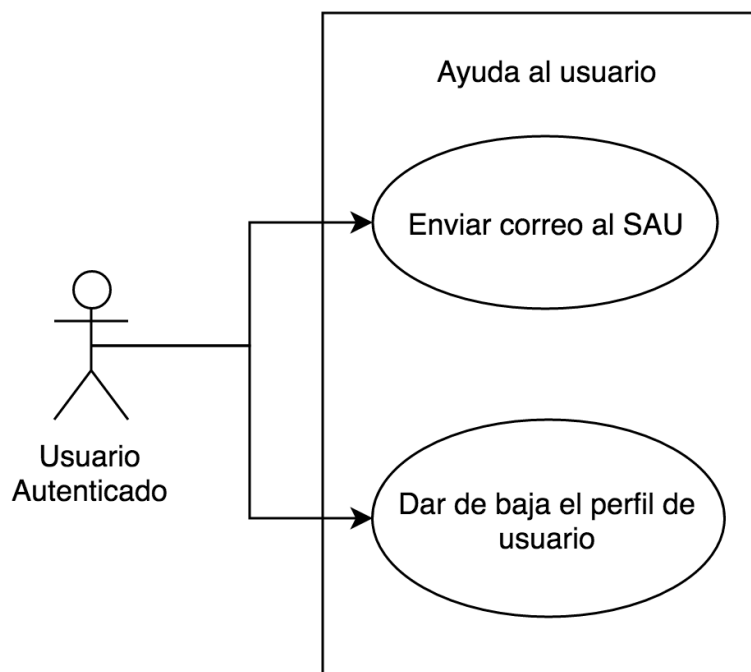 Ayuda al usuario
Enviar correo al SAU
Usuario
Autenticado
Dar de baja el perfil de
usuario